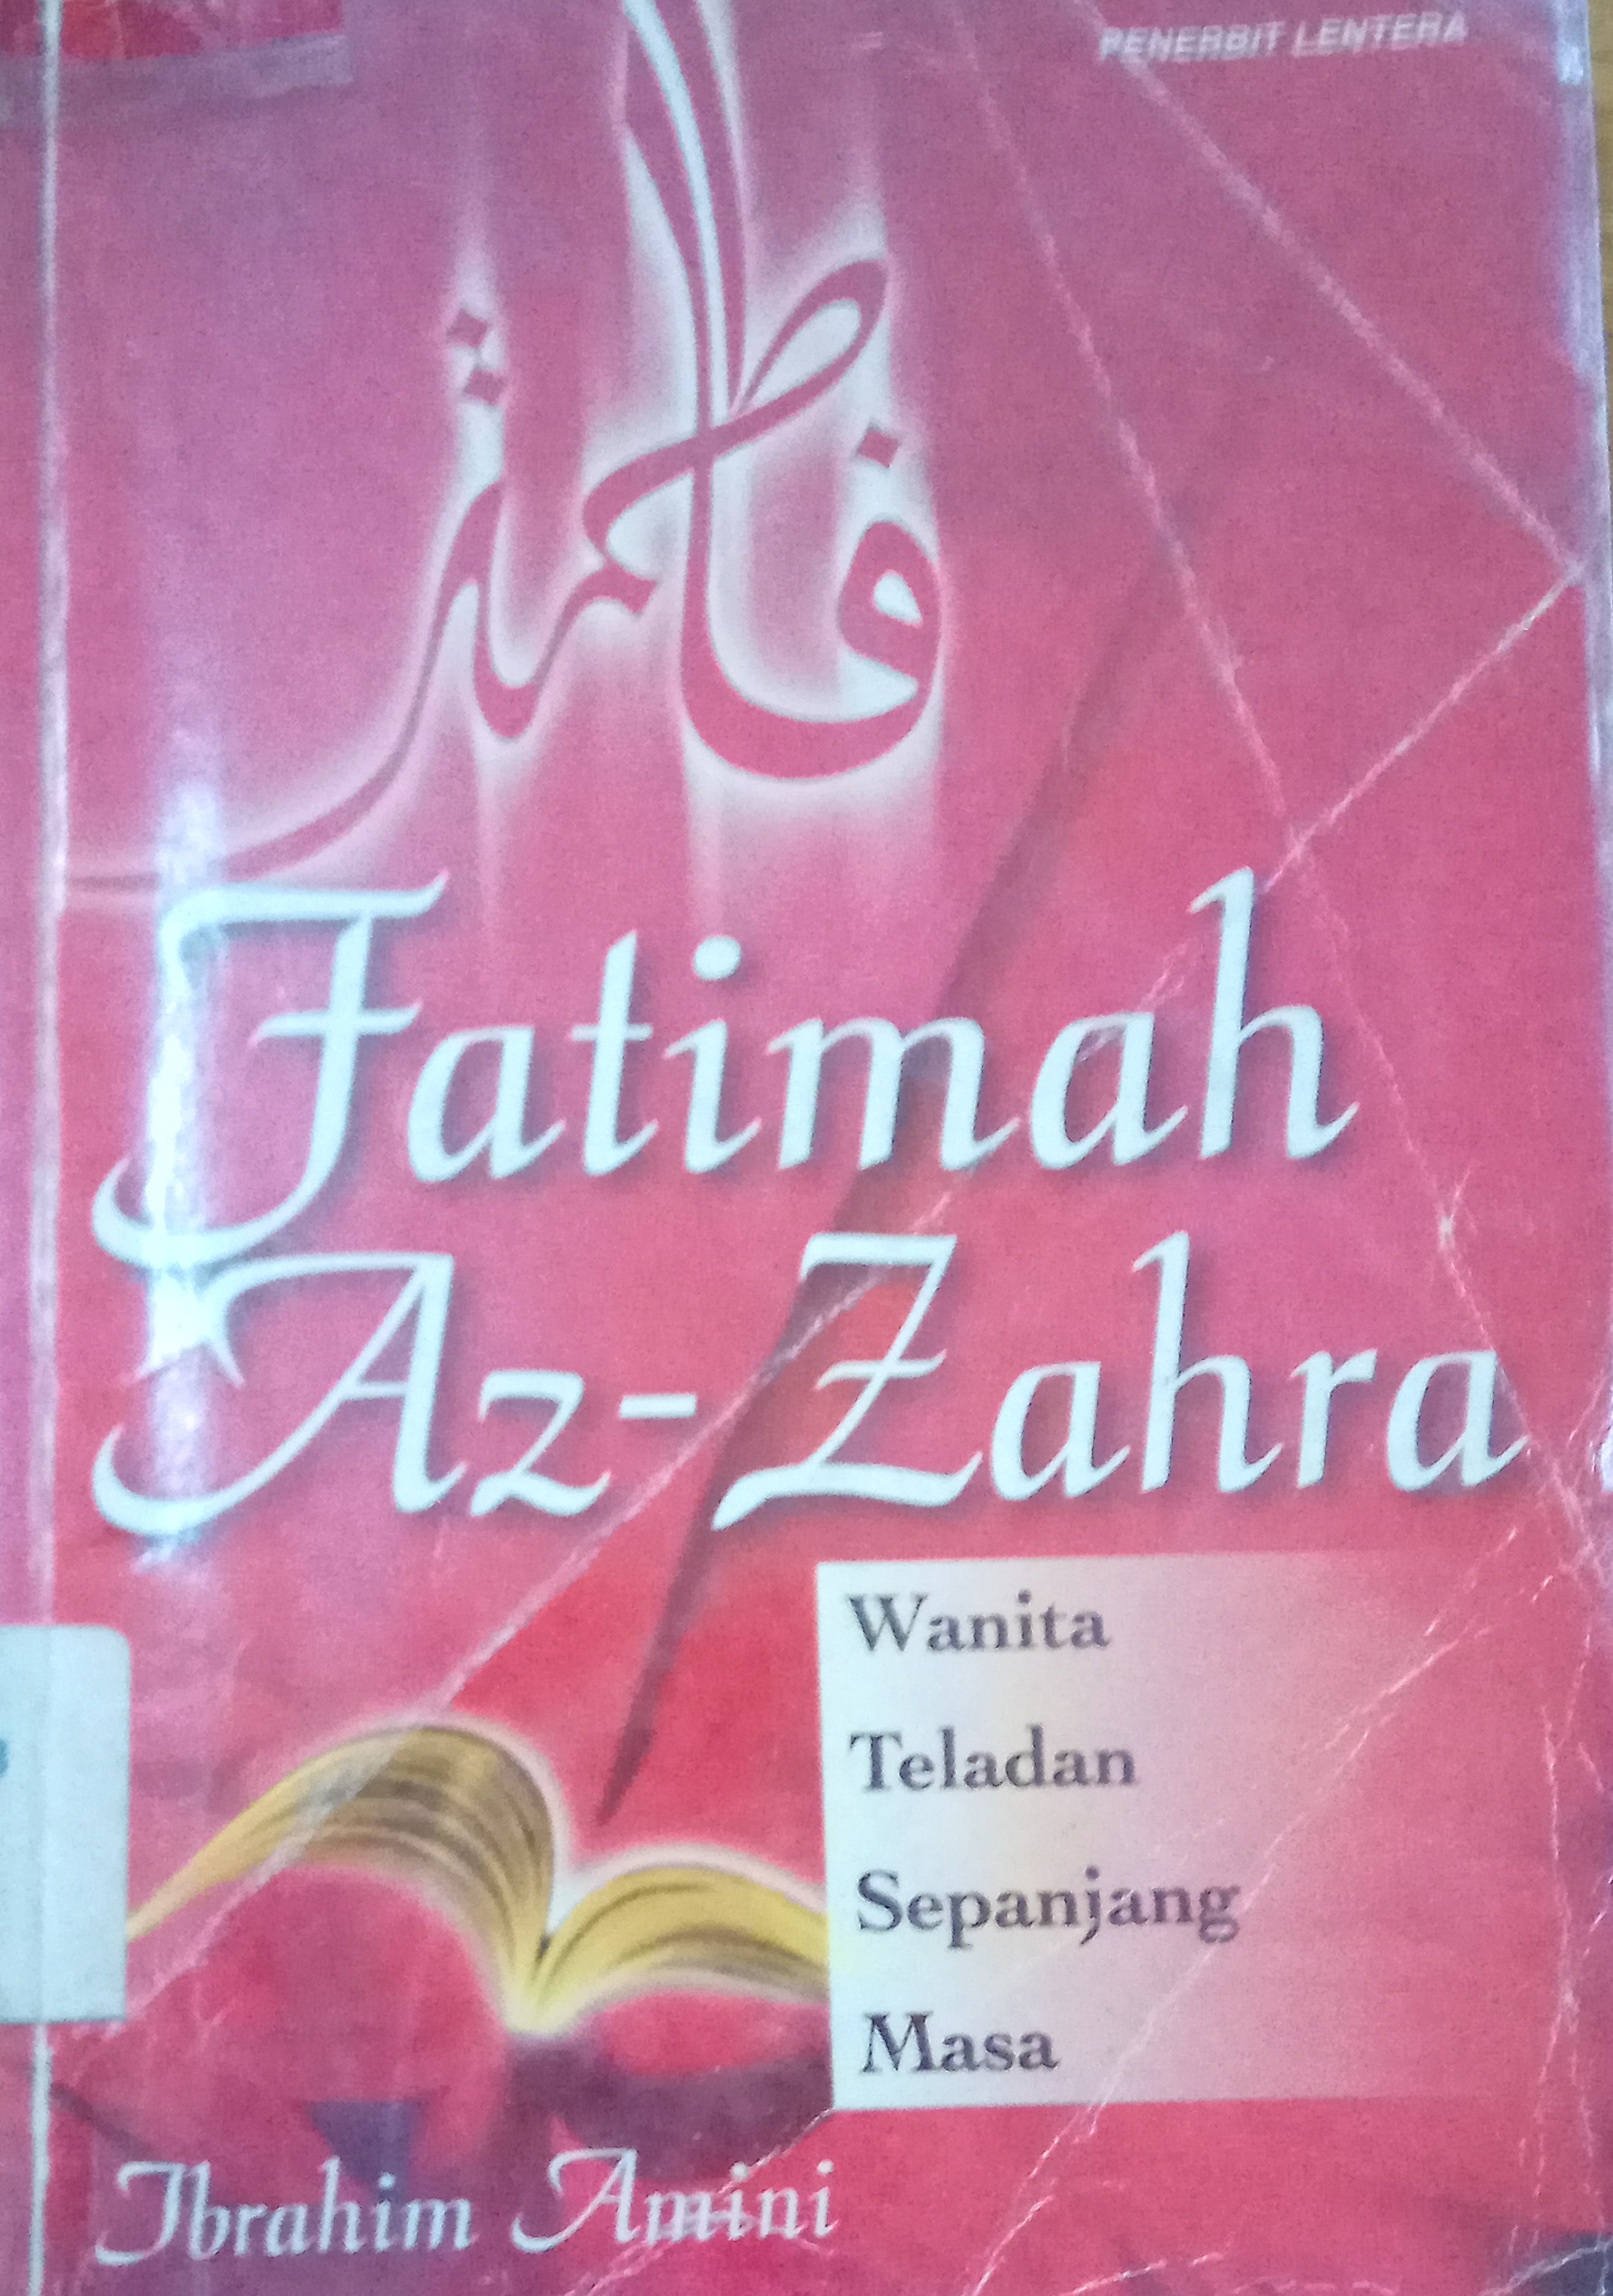 PENERBIT LENTERA
فاطمة
Fatimah
Az-Zahra
Wanita
Teladan
Sepanjang
Masa
Ibrahim Amini